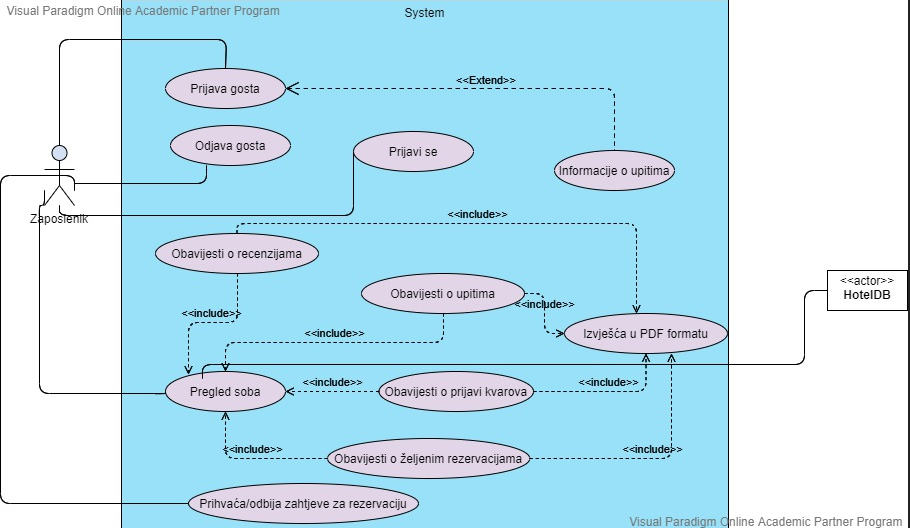 Visual Paradigm Online Academic Partner Program
System
Prijava gosta
<<Extend>>
Odjava gosta
Prijavi se
Informacije o upitima
Zaposlenik
<<include>>
Obavijesti o recenzijama
Obavijesti o upitima
<<actor>>
HotelDB
<<include>>
<<include>>
<<include>>
Izvješća u PDF formatu
Pregled soba
<<include>>
Obavijesti o prijavi kvarova
<<include>>
<<include>>
Obavijesti o željenim rezervacijama
<<include>>
Prihvaća/odbija zahtjeve za rezervaciju
Visual Paradigm Online Academic Partner Program